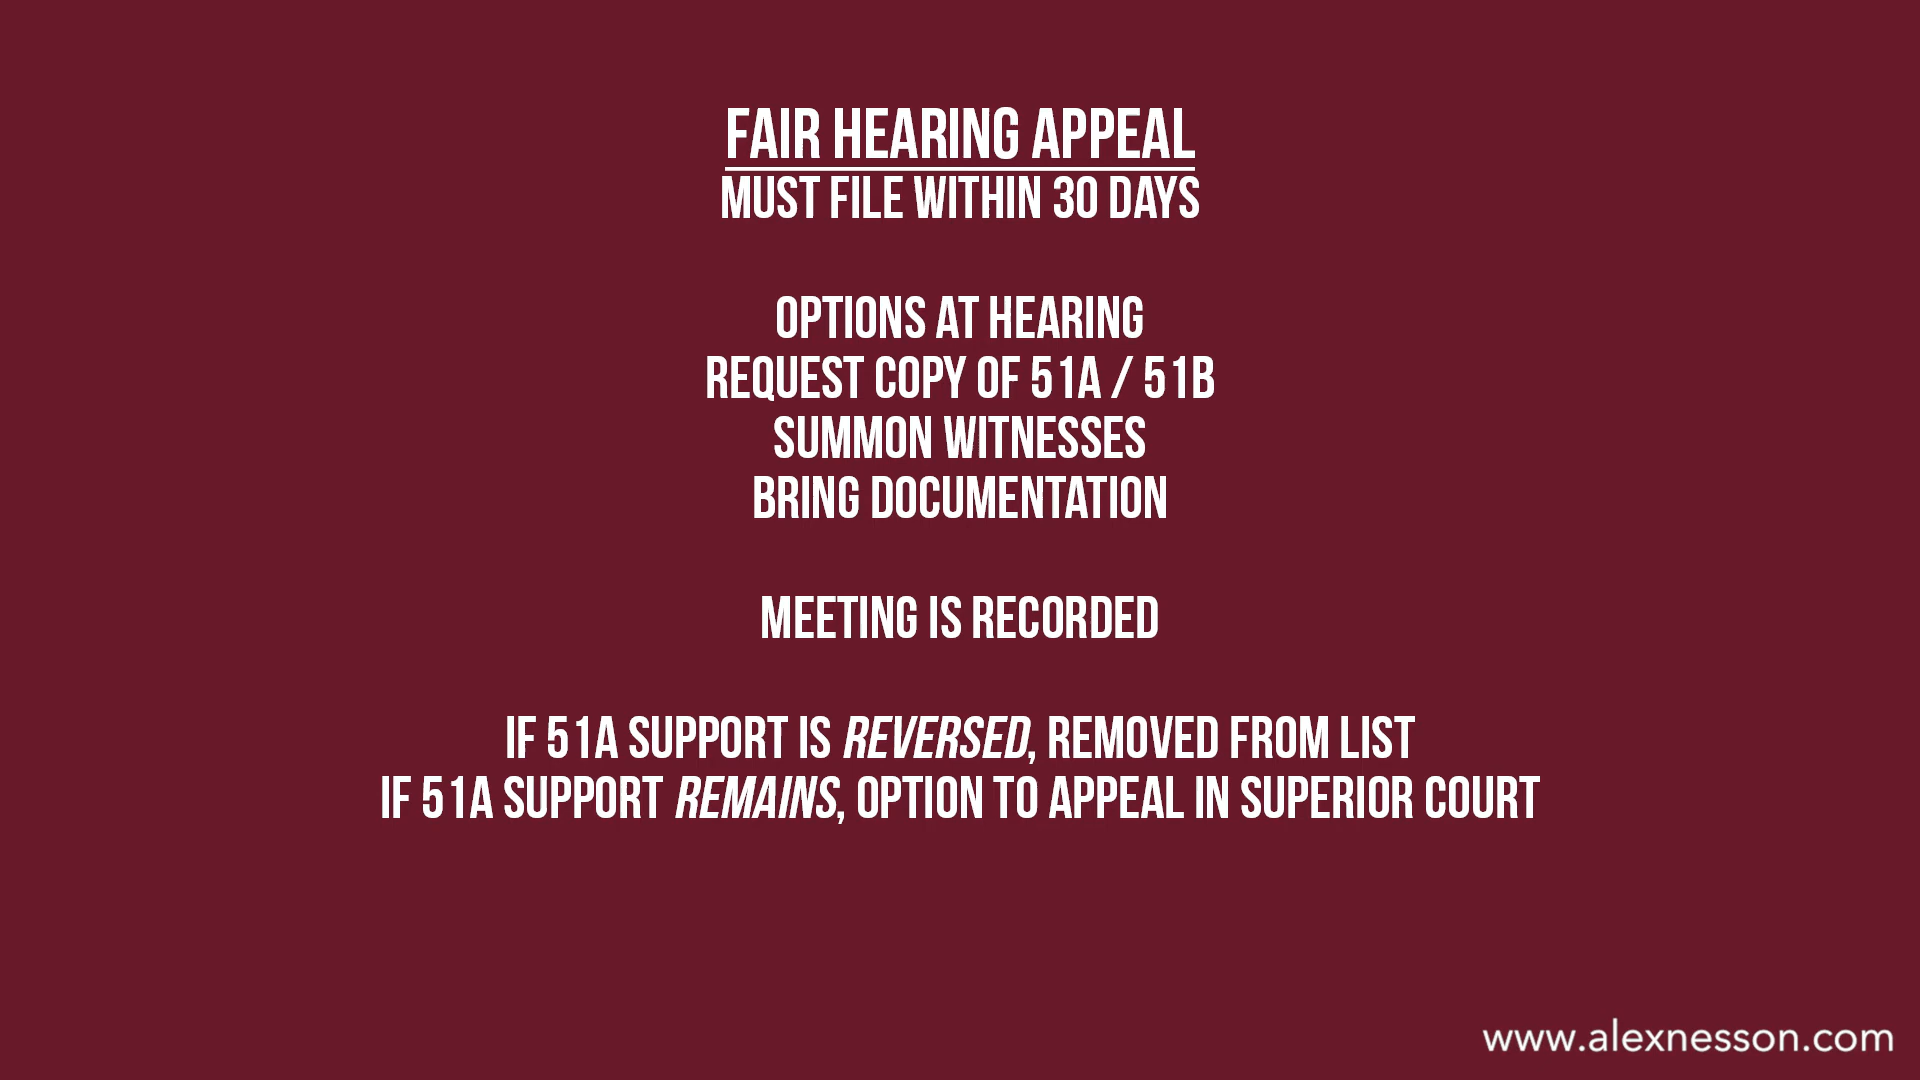 FAIR HEARING APPEAL
MUST FILE WITHIN 30 DAYS
OPTIONS AT HEARING
REQUEST COPY OF 51A / 51B
SUMMON WITNESSES
BRING DOCUMENTATION
MEETING IS RECORDED
IF 51A SUPPORT IS REVERSED, REMOVED FROM LIST
IF 51A SUPPORT REMAINS, OPTION TO APPEAL IN SUPERIOR COURT
www.alexnesson.com